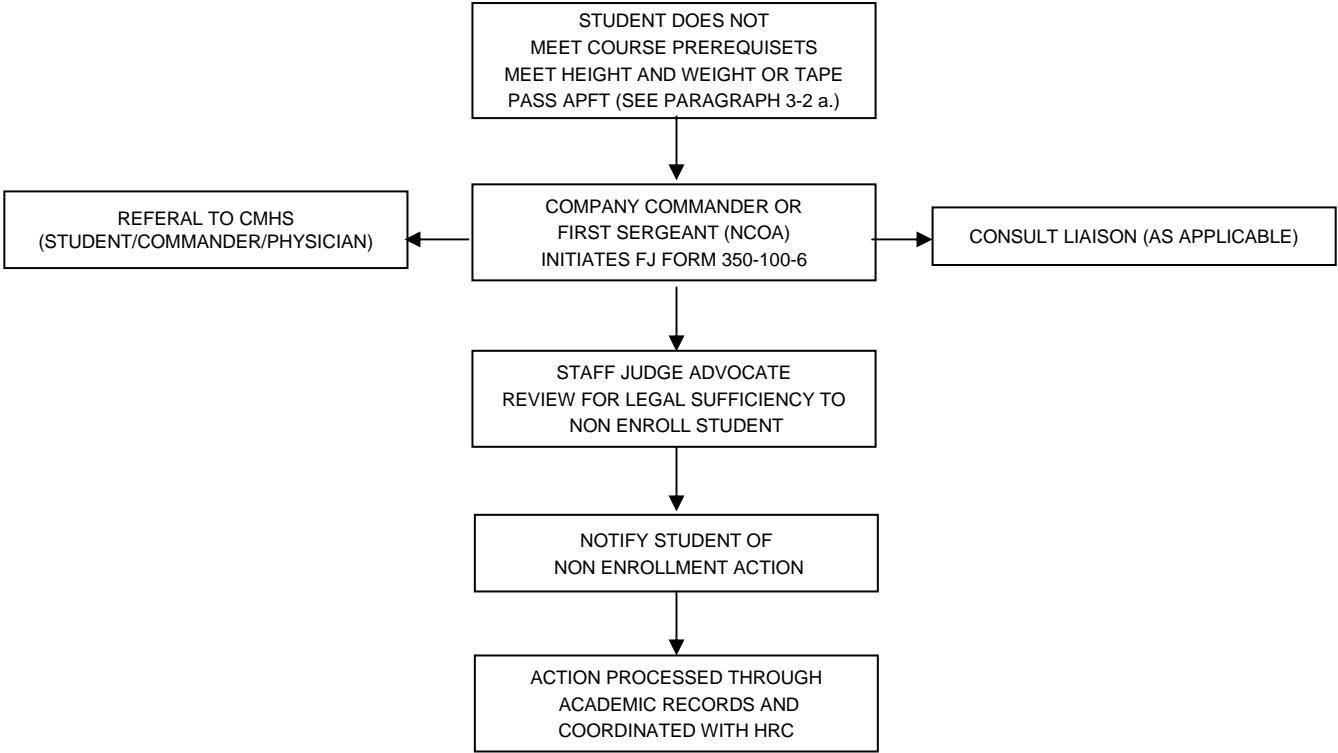 STUDENT DOES NOT
MEET COURSE PREREQUISETS
MEET HEIGHT AND WEIGHT OR TAPE
PASS APFT (SEE PARAGRAPH 3-2 a.)
REFERAL TO CMHS
(STUDENT/COMMANDER/PHYSICIAN)
COMPANY COMMANDER OR
FIRST SERGEANT (NCOA)
INITIATES FJ FORM 350-100-6
CONSULT LIAISON (AS APPLICABLE)
STAFF JUDGE ADVOCATE
REVIEW FOR LEGAL SUFFICIENCY TO
NON ENROLL STUDENT
NOTIFY STUDENT OF
NON ENROLLMENT ACTION
ACTION PROCESSED THROUGH
ACADEMIC RECORDS AND
COORDINATED WITH HRC